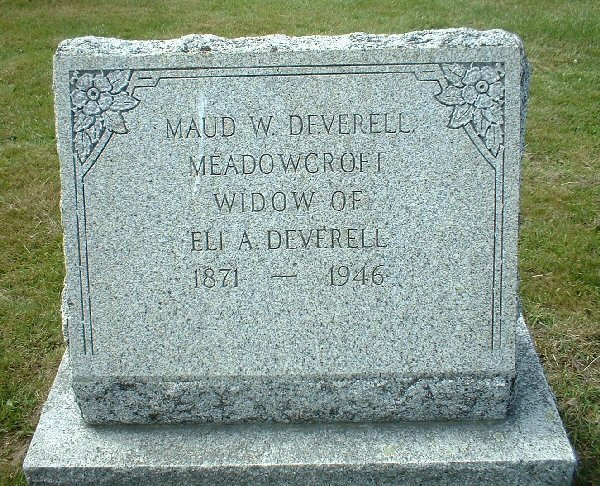 MAUD W. DEVERELL
MEADOWCROFT
WIDOW OF
ELI A. DEVERELL
1871 — 1946